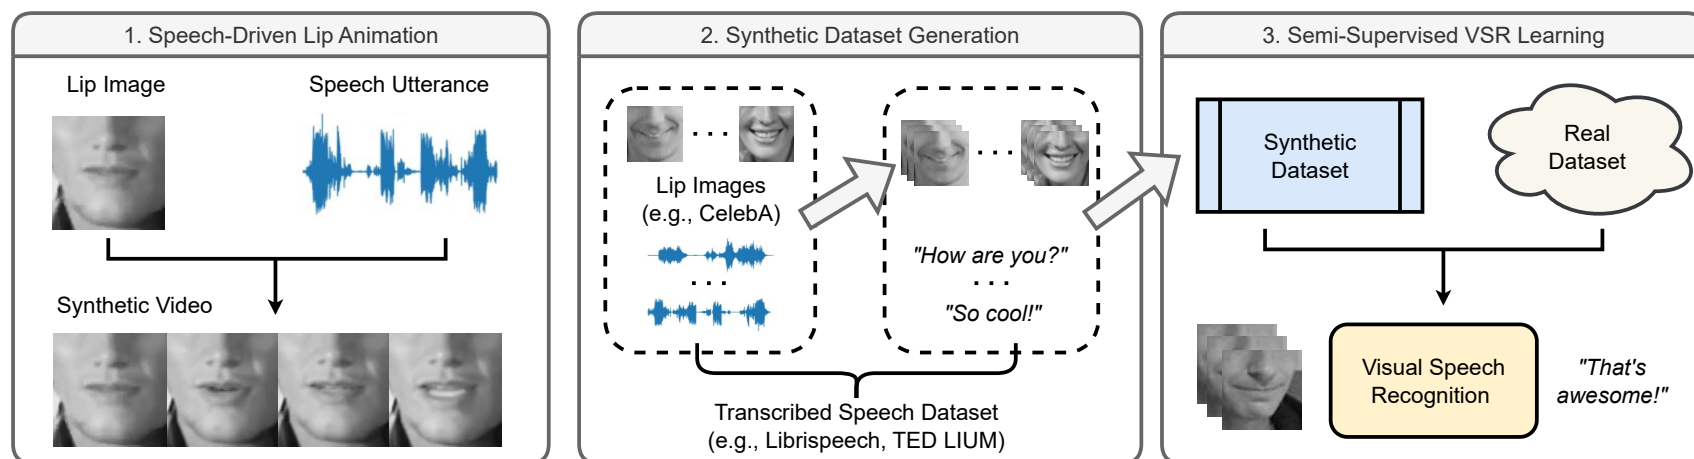 1. Speech-Driven Lip Animation
Lip Image
Speech Utterance
Synthetic Video
2. Synthetic Dataset Generation
. . .
. . .
Lip Images
(e.g., CelebA)
. . .
"How are you?"
. . .
"So cool!"
Transcribed Speech Dataset
(e.g., Librispeech, TED LIUM)
3. Semi-Supervised VSR Learning
Synthetic
Dataset
Real
Dataset
Visual Speech
Recognition
"That's
awesome!"